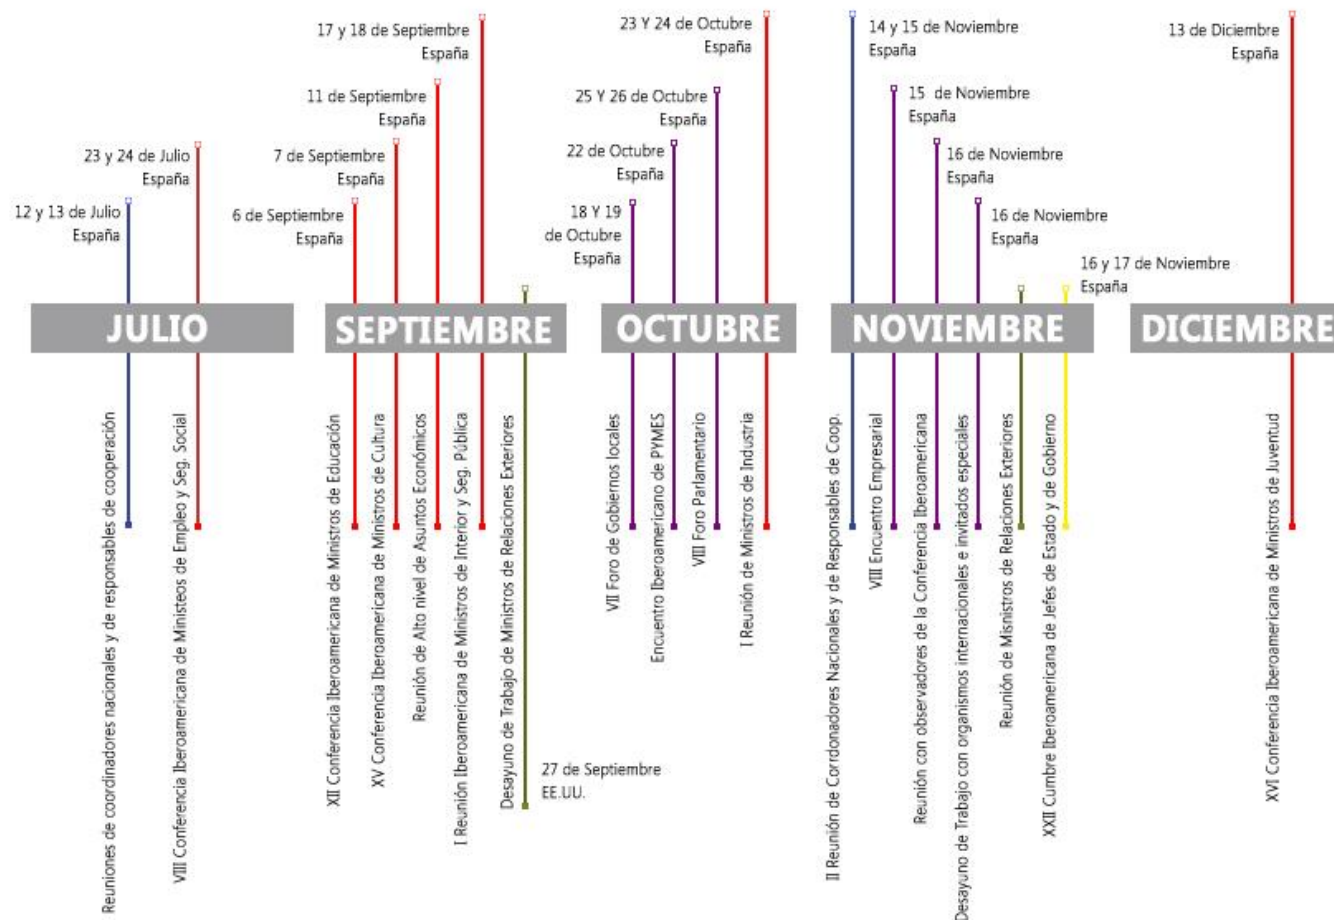 17 y 18 de Septiembre
España
23 Y 24 de Octubre
España
14 y 15 de Noviembre
España
13 de Diciembre
España
11 de Septiembre
España
25 Y 26 de Octubre
España
15 de Noviembre
España
23 y 24 de Julio
España
7 de Septiembre
España
22 de Octubre
España
16 de Noviembre
España
12 y 13 de Julio
España
6 de Septiembre
España
18 Y 19
de Octubre
España
16 de Noviembre
España
16 y 17 de Noviembre
España
JULIO
SEPTIEMBRE
OCTUBRE
NOVIEMBRE
DICIEMBRE
Reuniones de coordinadores nacionales y de responsables de cooperación
VIII Conferencia Iberoamericana de Ministeos de Empleo y Seg. Social
XII Conferencia Iberoamericana de Ministros de Educación
XV Conferencia Iberoamericana de Ministros de Cultura
Reunión de Alto nivel de Asuntos Económicos
I Reunión Iberoamericana de Ministros de Interior y Seg. Pública
Desayuno de Trabajo de Ministros de Relaciones Exteriores
27 de Septiembre
EE.UU.
VII Foro de Gobiernos locales
Encuentro Iberoamericano de PYMES
VIII Foro Parlamentario
I Reunión de Ministros de Industria
II Reunión de Corrdonadores Nacionales y de Responsables de Coop.
VIII Encuentro Empresarial
Reunión con observadores de la Conferencia Iberoamericana
Desayuno de Trabajo con organismos internacionales e invitados especiales
Reunión de Misnistros de Relaciones Exteriores
XXII Cumbre Iberoamericana de Jefes de Estado y de Gobierno
XVI Conferencia Iberoamericana de Ministros de Juventud